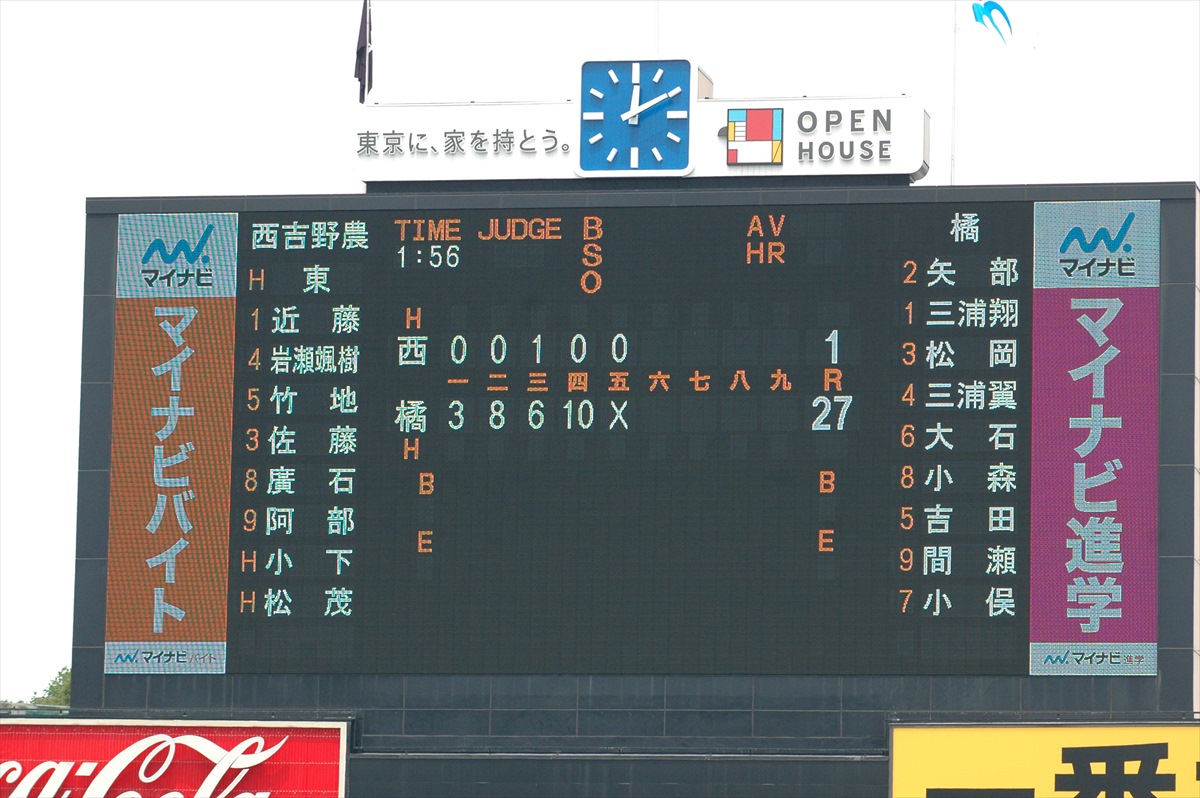 東京に、家を持とう。
OPEN
HOUSE
マイナビ
マイナビバイト
マイナビバイト
西吉野農
H 東
1 近藤
4 岩瀬颯樹
5 竹地
3 佐藤
8 廣石
9 阿部
H 小下
H 松茂
TIME JUDGE B AV
1:56 S HR
O
H
西 0 0 1 0 0 1
一 二 三 四 五 六 七 八 九 R
橘 3 8 6 10 X 27
H
B B
E E
橘
2 矢部
1 三浦翔
3 松岡
4 三浦翼
6 大石
8 小森
5 吉田
9 間瀬
7 小俣
マイナビ
マイナビ進学
マイナビ進学
Coca-Cola
一番